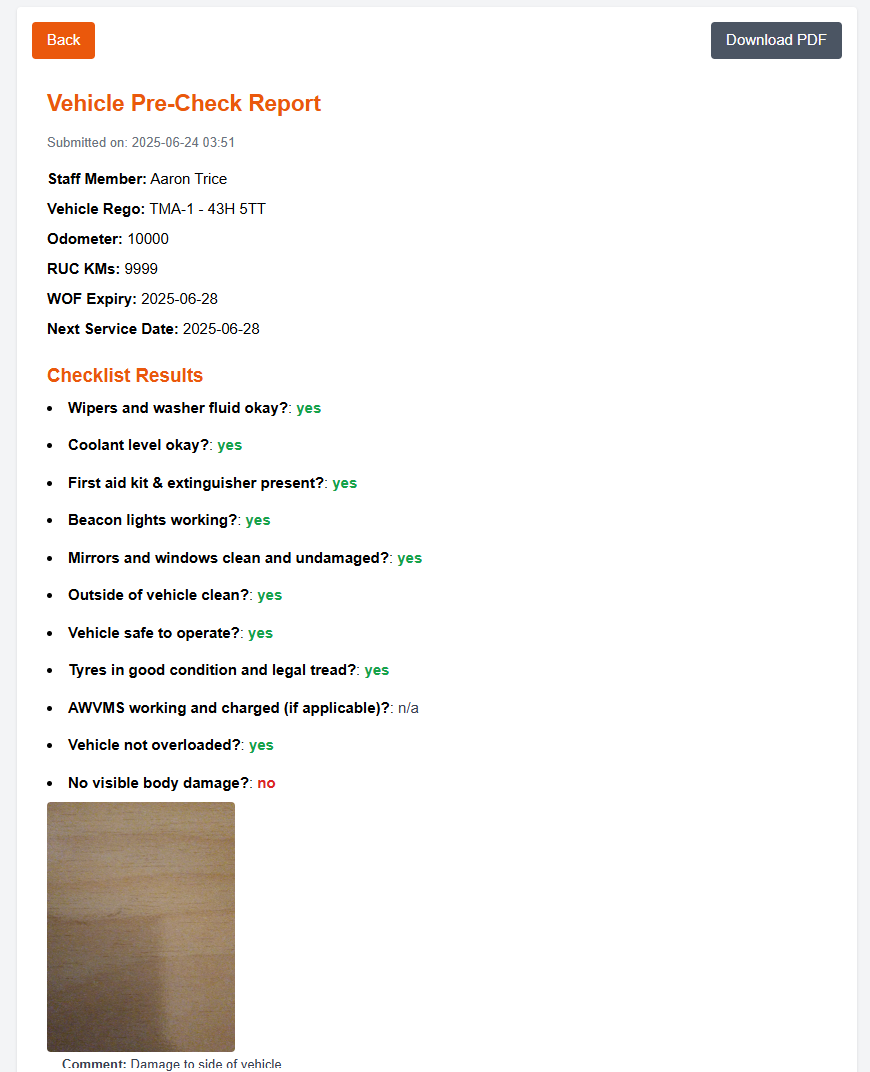 Back
Download PDF
Vehicle Pre-Check Report
Submitted on: 2025-06-24 03:51
Staff Member: Aaron Trice
Vehicle Rego: TMA-1 - 43H 5TT
Odometer: 10000
RUC KMs: 9999
WOF Expiry: 2025-06-28
Next Service Date: 2025-06-28
Checklist Results
• Wipers and washer fluid okay?: yes
• Coolant level okay?: yes
• First aid kit & extinguisher present?: yes
• Beacon lights working?: yes
• Mirrors and windows clean and undamaged?: yes
• Outside of vehicle clean?: yes
• Vehicle safe to operate?: yes
• Tyres in good condition and legal tread?: yes
• AWVMS working and charged (if applicable)?: n/a
• Vehicle not overloaded?: yes
• No visible body damage?: no
Comment: Damage to side of vehicle